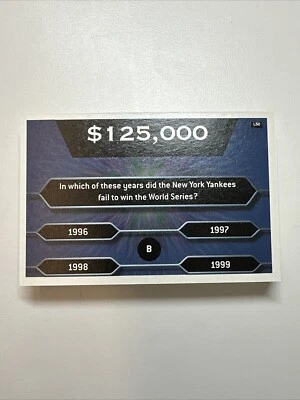 L50
$125,000
In which of these years did the New York Yankees
fail to win the World Series?
1996
1997
B
1998
1999